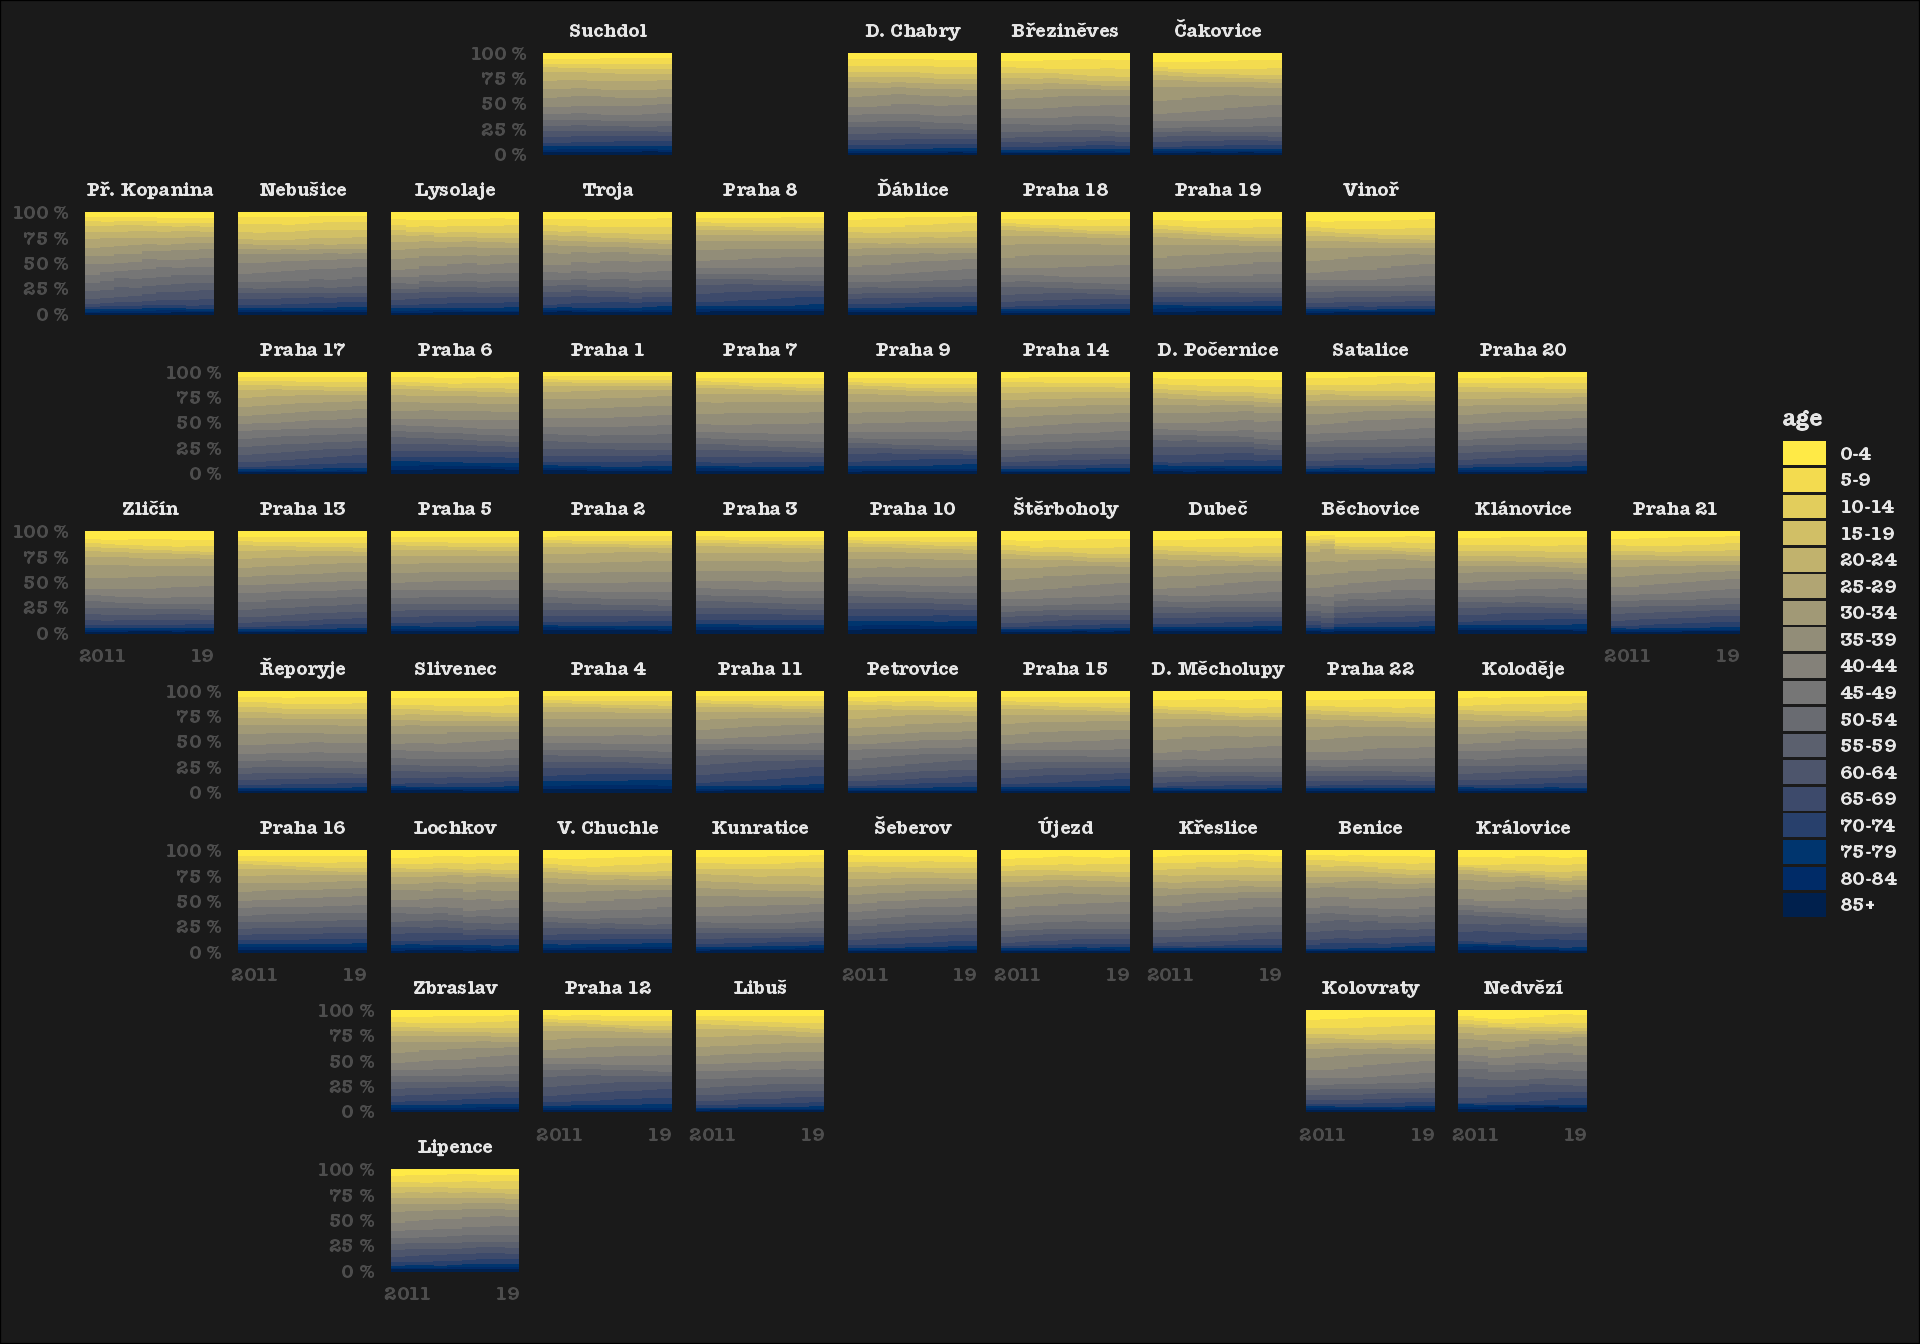 Suchdol
D. Chabry
Březiněves
Čakovice
100 %
75 %
50 %
25 %
0 %
Př. Kopanina
Nebušice
Lysolaje
Troja
Praha 8
Ďáblice
Praha 18
Praha 19
Vinoř
100 %
75 %
50 %
25 %
0 %
Praha 17
Praha 6
Praha 1
Praha 7
Praha 9
Praha 14
D. Počernice
Satalice
Praha 20
100 %
75 %
50 %
25 %
0 %
Zličín
Praha 13
Praha 5
Praha 2
Praha 3
Praha 10
Štěrboholy
Dubeč
Běchovice
Klánovice
Praha 21
100 %
75 %
50 %
25 %
0 %
2011 19
2011 19
Řeporyje
Slivenec
Praha 4
Praha 11
Petrovice
Praha 15
D. Měcholupy
Praha 22
Koloděje
100 %
75 %
50 %
25 %
0 %
Praha 16
Lochkov
V. Chuchle
Kunratice
Šeberov
Újezd
Křeslice
Benice
Královice
100 %
75 %
50 %
25 %
0 %
2011 19
2011 19
2011 19
2011 19
Zbraslav
Praha 12
Libuš
Kolovraty
Nedvězí
100 %
75 %
50 %
25 %
0 %
2011 19
2011 19
2011 19
2011 19
Lipence
100 %
75 %
50 %
25 %
0 %
2011 19
age
0-4
5-9
10-14
15-19
20-24
25-29
30-34
35-39
40-44
45-49
50-54
55-59
60-64
65-69
70-74
75-79
80-84
85+